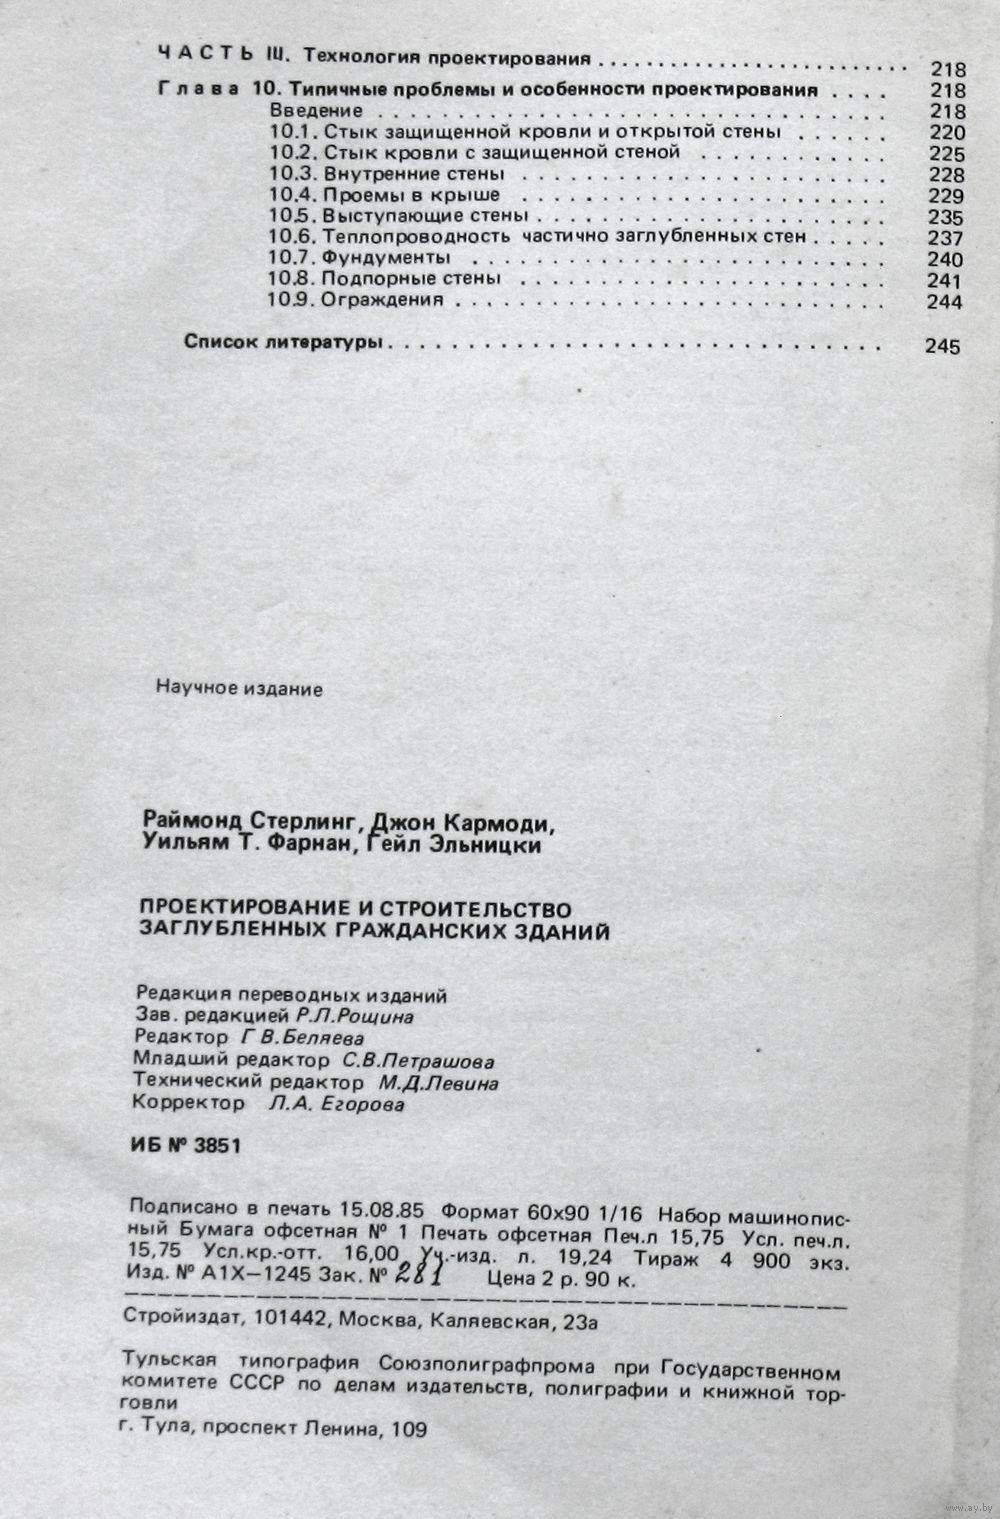 ЧАСТЬ III. Технология проектирования . . . . . . . . . . . . . . . . . . . . . . . . 218
Глава 10. Типичные проблемы и особенности проектирования . . . . 218
Введение . . . . . . . . . . . . . . . . . . . . . . . . . . . . . . . . 218
10.1. Стык защищенной кровли и открытой стены . . . . . . 220
10.2. Стык кровли с защищенной стеной . . . . . . . . . . . . 225
10.3. Внутренние стены . . . . . . . . . . . . . . . . . . . . . . . 228
10.4. Проемы в крыше . . . . . . . . . . . . . . . . . . . . . . . 229
10.5. Выступающие стены . . . . . . . . . . . . . . . . . . . . . . 235
10.6. Теплопроводность частично заглубленных стен . . . . . 237
10.7. Фундументы . . . . . . . . . . . . . . . . . . . . . . . . . . 240
10.8. Подпорные стены . . . . . . . . . . . . . . . . . . . . . . . 241
10.9. Ограждения . . . . . . . . . . . . . . . . . . . . . . . . . . . 244
Список литературы . . . . . . . . . . . . . . . . . . . . . . . . . . . . . . . 245
Научное издание
Раймонд Стерлинг, Джон Кармоди,
Уильям Т. Фарнан, Гейл Эльницки
ПРОЕКТИРОВАНИЕ И СТРОИТЕЛЬСТВО
ЗАГЛУБЛЕННЫХ ГРАЖДАНСКИХ ЗДАНИЙ
Редакция переводных изданий
Зав. редакцией Р.Л.Рощина
Редактор Г В.Беляева
Младший редактор С.В.Петрашова
Технический редактор М.Д.Левина
Корректор Л.А. Егорова
ИБ № 3851
Подписано в печать 15.08.85 Формат 60х90 1/16 Набор машинопис-
ный Бумага офсетная № 1 Печать офсетная Печ.л 15,75 Усл. печ.л.
15,75 Усл.кр.-отт. 16,00 Уч.-изд. л. 19,24 Тираж 4 900 экз.
Изд. № А1Х—1245 Зак. № 281 Цена 2 р. 90 к.
Стройиздат, 101442, Москва, Каляевская, 23а
Тульская типография Союзполиграфпрома при Государственном
комитете СССР по делам издательств, полиграфии и книжной тор-
говли
г. Тула, проспект Ленина, 109
www.ay.by